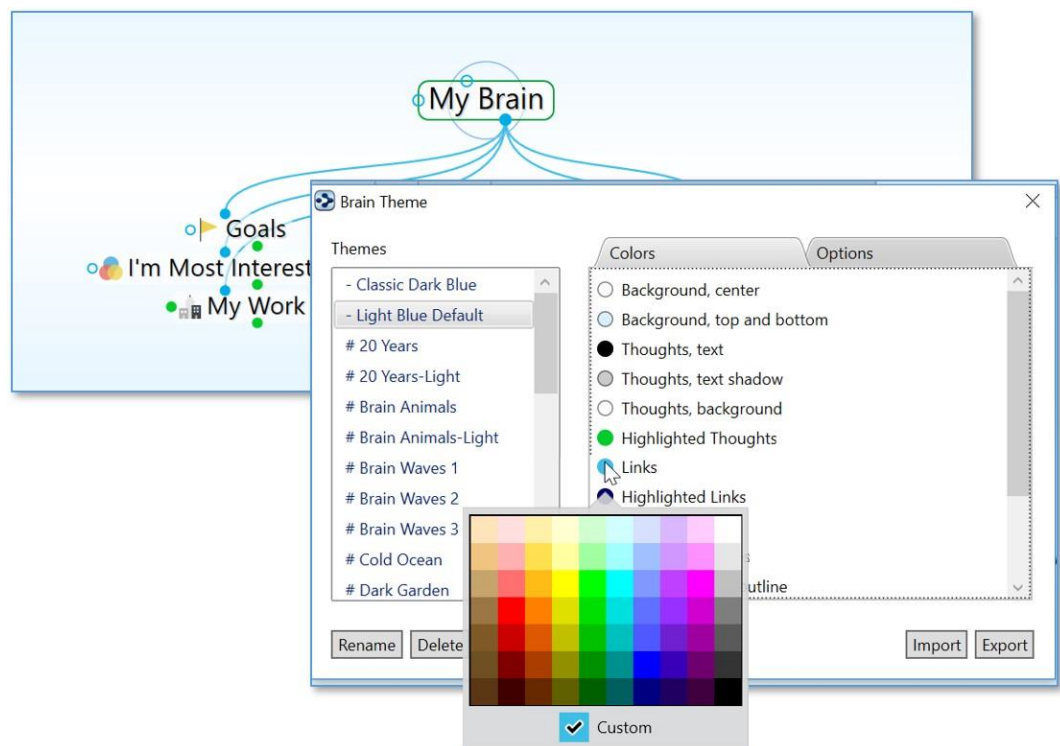 My Brain
Goals
I'm Most Interest
My Work
Brain Theme
Themes
- Classic Dark Blue
- Light Blue Default
# 20 Years
# 20 Years-Light
# Brain Animals
# Brain Animals-Light
# Brain Waves 1
# Brain Waves 2
# Brain Waves 3
# Cold Ocean
# Dark Garden
Rename
Delete
Colors
Options
Background, center
Background, top and bottom
Thoughts, text
Thoughts, text shadow
Thoughts, background
Highlighted Thoughts
Links
Highlighted Links
Import
Export
Custom